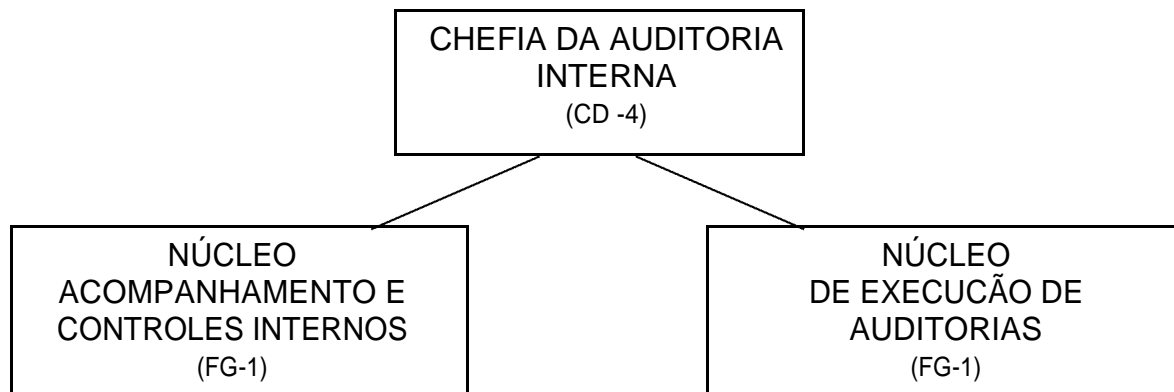 CHEFIA DA AUDITORIA
INTERNA
(CD -4)
NÚCLEO
ACOMPANHAMENTO E
CONTROLES INTERNOS
(FG-1)
NÚCLEO
DE EXECUCÃO DE
AUDITORIAS
(FG-1)